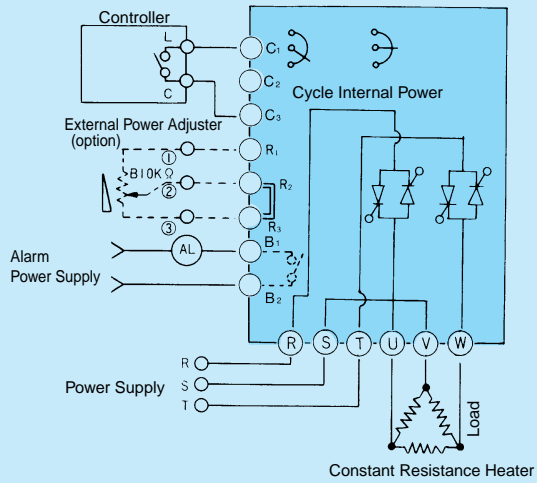 Controller
L
C
C1
C2
C3
Cycle Internal Power
External Power Adjuster
(option)
①
B10KΩ
②
③
R1
R2
R3
AL
B1
B2
Alarm
Power Supply
R S T U V W
R
S
T
Power Supply
Load
Constant Resistance Heater